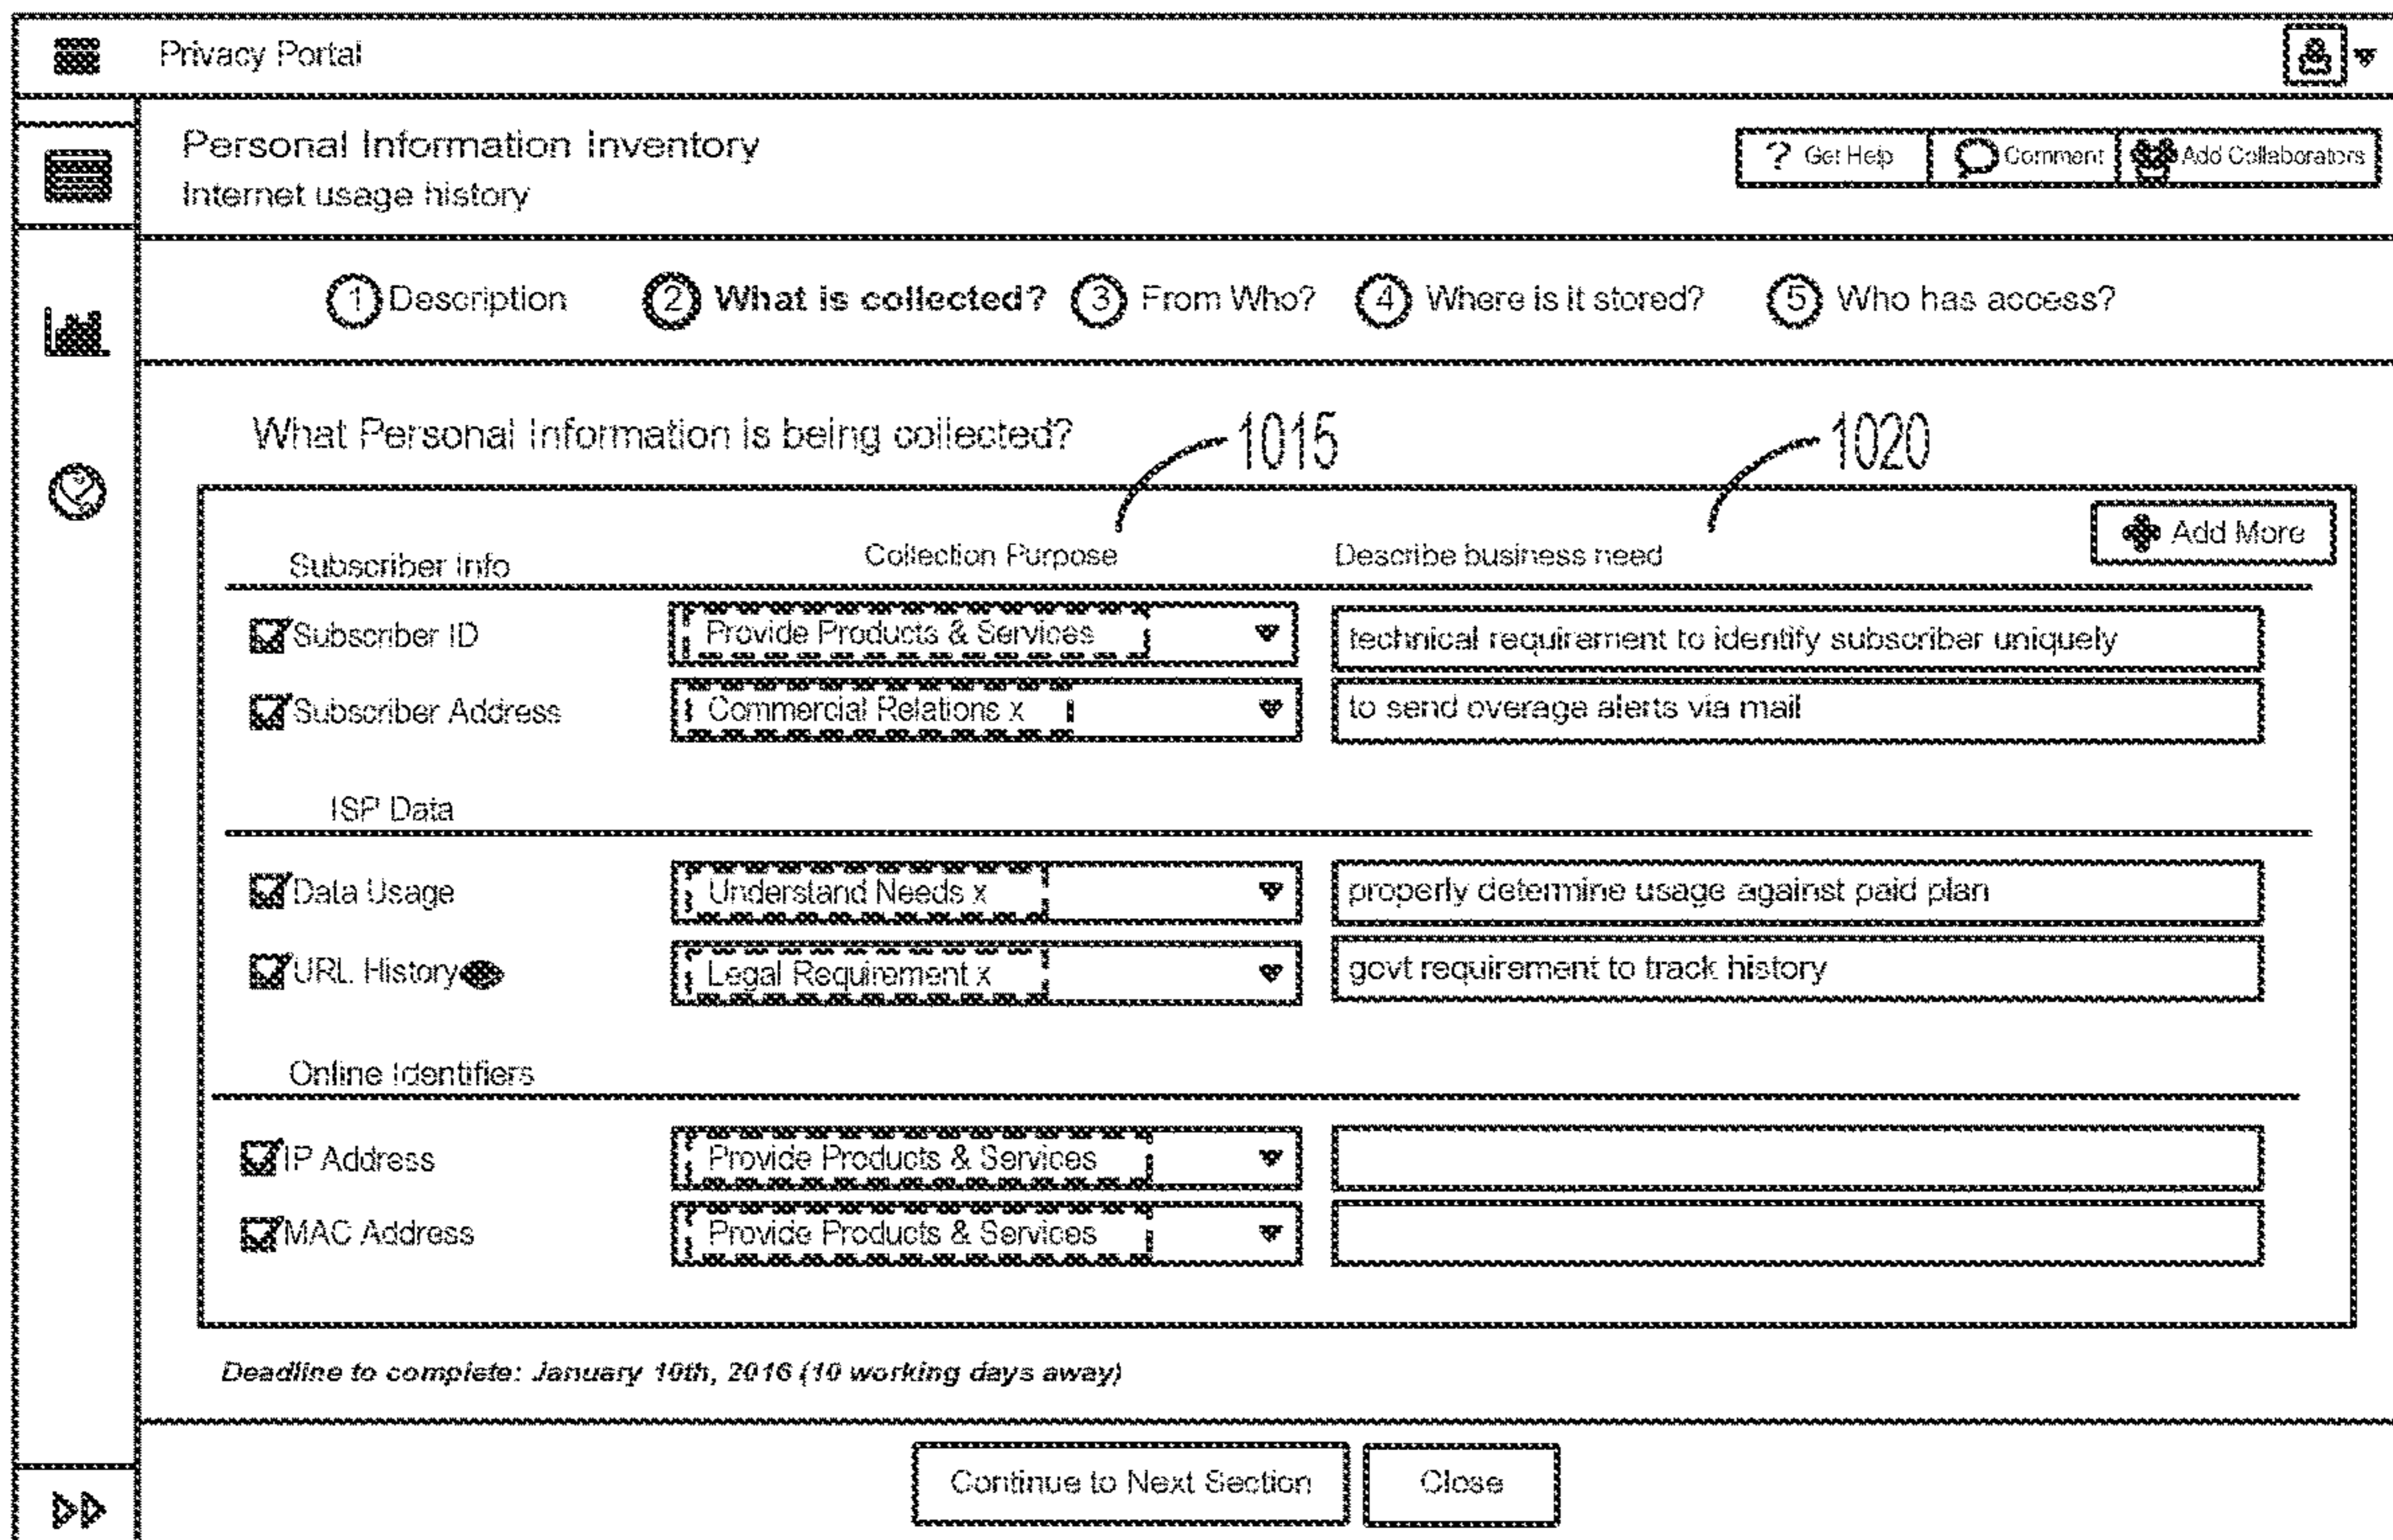 Privacy Portal
Personal Information Inventory
Internet usage history
? Get Help Comment Add Collaborators
1 Description 2 What is collected? 3 From Who? 4 Where is it stored? 5 Who has access?
What Personal Information is being collected? 1015 1020
Add More
Subscriber Info Collection Purpose Describe business need
Subscriber ID Provide Products & Services technical requirement to identify subscriber uniquely
Subscriber Address Commercial Relations x to send overage alerts via mail
ISP Data
Data Usage Understand Needs x properly determine usage against paid plan
URL History Legal Requirement x govt requirement to track history
Online Identifiers
IP Address Provide Products & Services
MAC Address Provide Products & Services
Deadline to complete: January 10th, 2016 (10 working days away)
Continue to Next Section Close